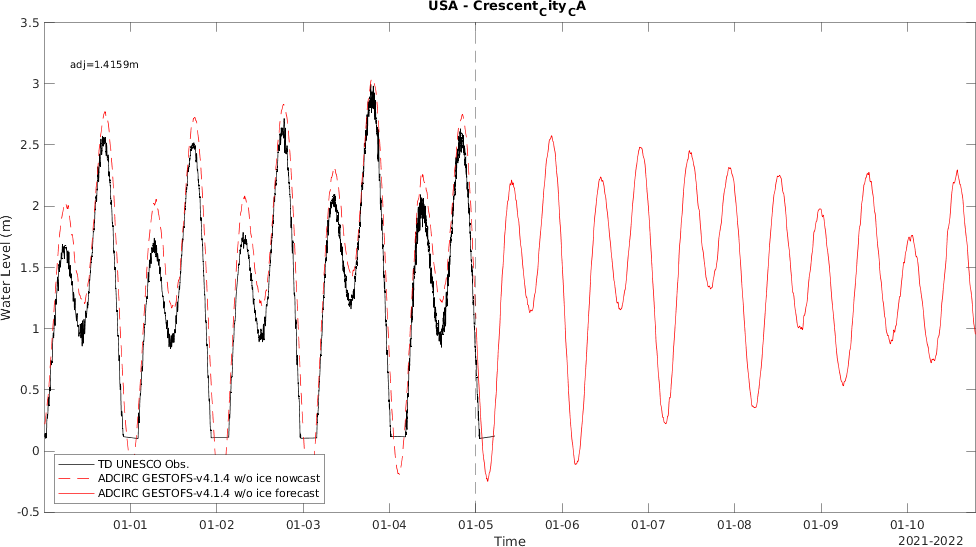 USA - CrescentCityCA
adj=1.4159m
3.5
3
2.5
2
1.5
1
0.5
0
-0.5
Water Level (m)
TD UNESCO Obs.
ADCIRC GESTOFS-v4.1.4 w/o ice nowcast
ADCIRC GESTOFS-v4.1.4 w/o ice forecast
01-01 01-02 01-03 01-04 01-05 01-06 01-07 01-08 01-09 01-10
Time
2021-2022